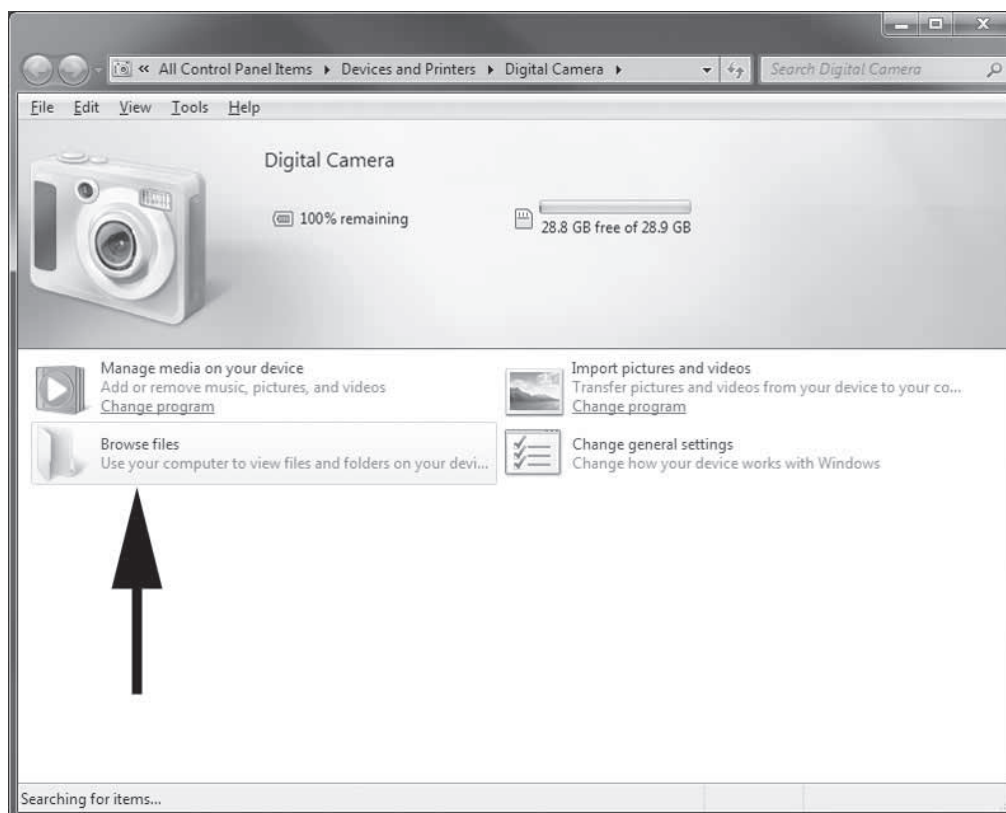 « All Control Panel Items ▸ Devices and Printers ▸ Digital Camera ▸
Search Digital Camera
File Edit View Tools Help
Digital Camera
100% remaining
28.8 GB free of 28.9 GB
Manage media on your device
Add or remove music, pictures, and videos
Change program
Import pictures and videos
Transfer pictures and videos from your device to your co...
Change program
Browse files
Use your computer to view files and folders on your devi...
Change general settings
Change how your device works with Windows
Searching for items...